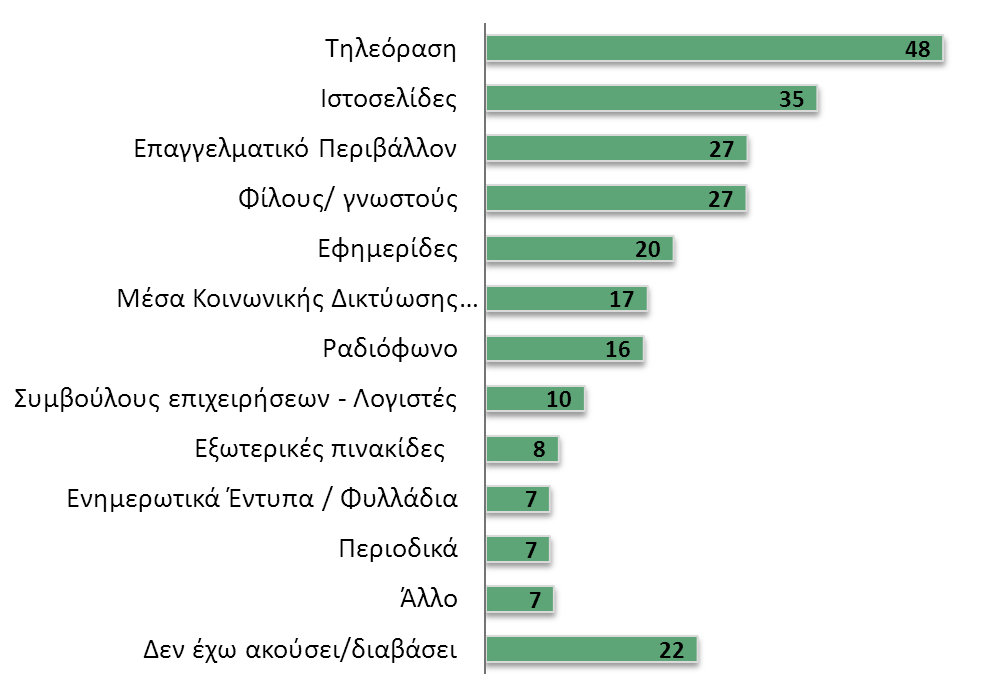 Τηλεόραση 48
Ιστοσελίδες 35
Επαγγελματικό Περιβάλλον 27
Φίλους/ γνωστούς 27
Εφημερίδες 20
Μέσα Κοινωνικής Δικτύωσης... 17
Ραδιόφωνο 16
Συμβούλους επιχειρήσεων - Λογιστές 10
Εξωτερικές πινακίδες 8
Ενημερωτικά Έντυπα / Φυλλάδια 7
Περιοδικά 7
Άλλο 7
Δεν έχω ακούσει/διαβάσει 22